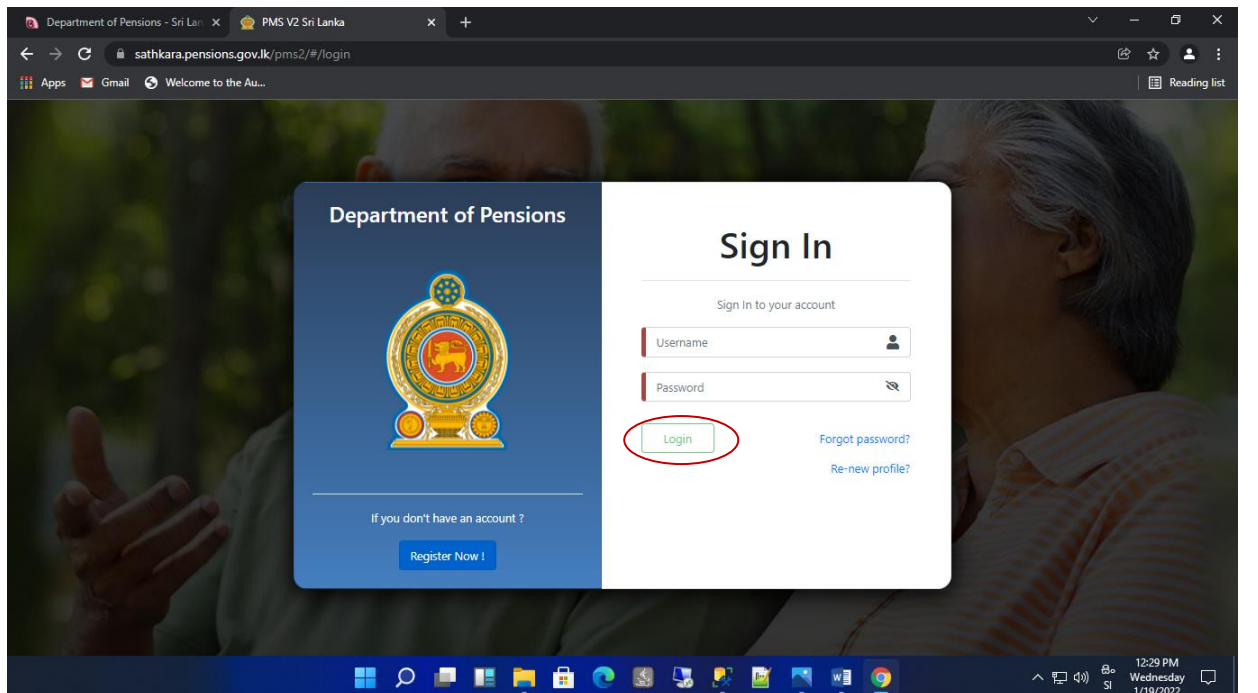 Department of Pensions - Sri Lan
PMS V2 Sri Lanka
sathkara.pensions.gov.lk/pms2/#/login
Apps
Gmail
Welcome to the Au...
Reading list
Department of Pensions
If you don't have an account ?
Register Now !
Sign In
Sign In to your account
Username
Password
Login
Forgot password?
Re-new profile?
SI
12:29 PM
Wednesday
1/19/2022